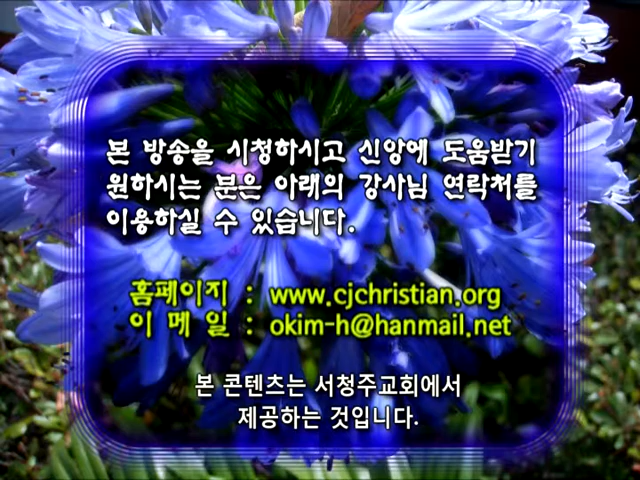 본 방송을 시청하시고 신앙에 도움받기
원하시는 분은 아래의 강사님 연락처를
이용하실 수 있습니다.
홈페이지 : www.cjchristian.org
이 메 일 : okim-h@hanmail.net
본 콘텐츠는 서청주교회에서
제공하는 것입니다.